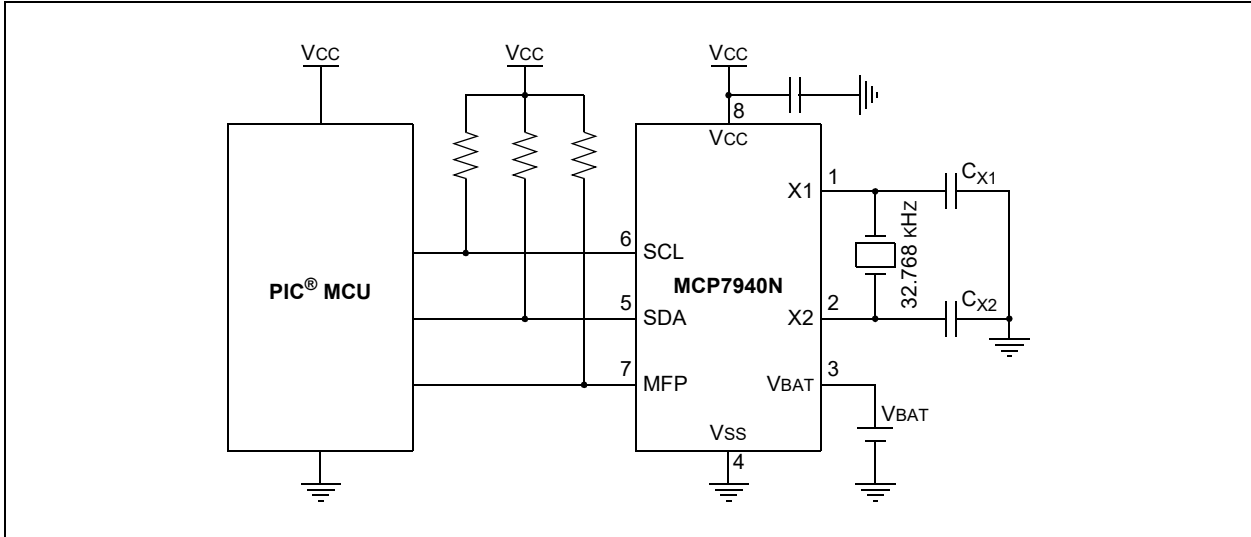 VCC
VCC
VCC
8
VCC
X1
1
CX1
6
SCL
32.768 kHz
PIC® MCU
MCP7940N
5
SDA
X2
2
CX2
7
MFP
VBAT
3
VBAT
VSS
4